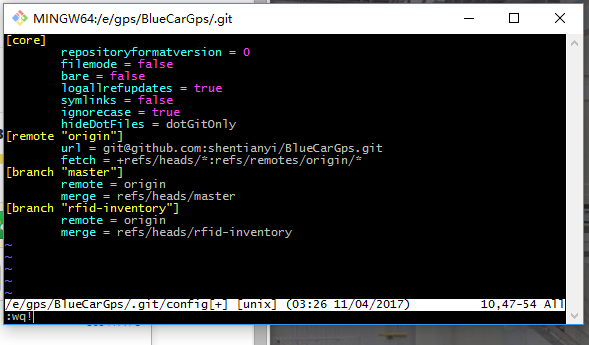 MINGW64:/e/gps/BlueCarGps/.git
[core]
repositoryformatversion = 0
filemode = false
bare = false
logallrefupdates = true
symlinks = false
ignorecase = true
hideDotFiles = dotGitOnly
[remote "origin"]
url = git@github.com:shentianyi/BlueCarGps.git
fetch = +refs/heads/*:refs/remotes/origin/*
[branch "master"]
remote = origin
merge = refs/heads/master
[branch "rfid-inventory"]
remote = origin
merge = refs/heads/rfid-inventory
~
~
~
~
~
/e/gps/BlueCarGps/.git/config[+] [unix] (03:26 11/04/2017) 10,47-54 All
:wq!